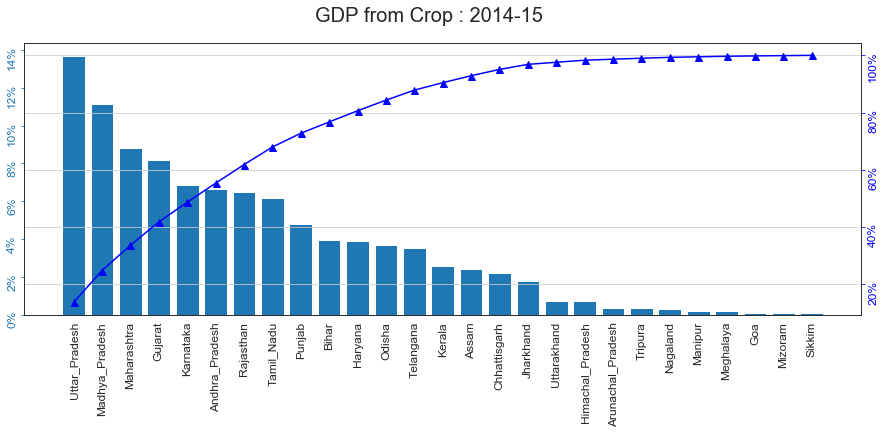 GDP from Crop : 2014-15
14%
12%
10%
8%
6%
4%
2%
0%
100%
80%
60%
40%
20%
Uttar_Pradesh
Madhya_Pradesh
Maharashtra
Gujarat
Karnataka
Andhra_Pradesh
Rajasthan
Tamil_Nadu
Punjab
Bihar
Haryana
Odisha
Telangana
Kerala
Assam
Chhattisgarh
Jharkhand
Uttarakhand
Himachal_Pradesh
Arunachal_Pradesh
Tripura
Nagaland
Manipur
Meghalaya
Goa
Mizoram
Sikkim